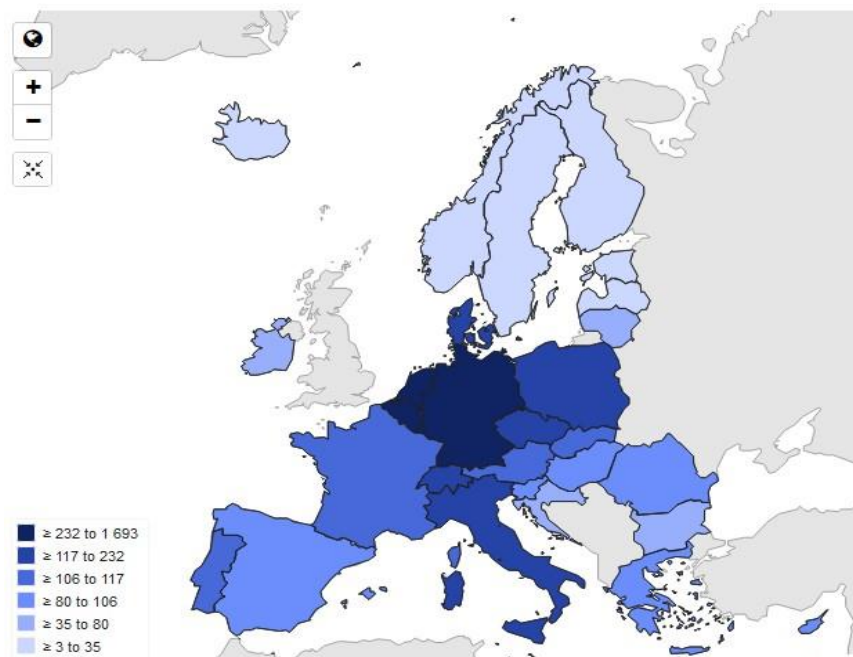 +
−
≥ 232 to 1 693
≥ 117 to 232
≥ 106 to 117
≥ 80 to 106
≥ 35 to 80
≥ 3 to 35